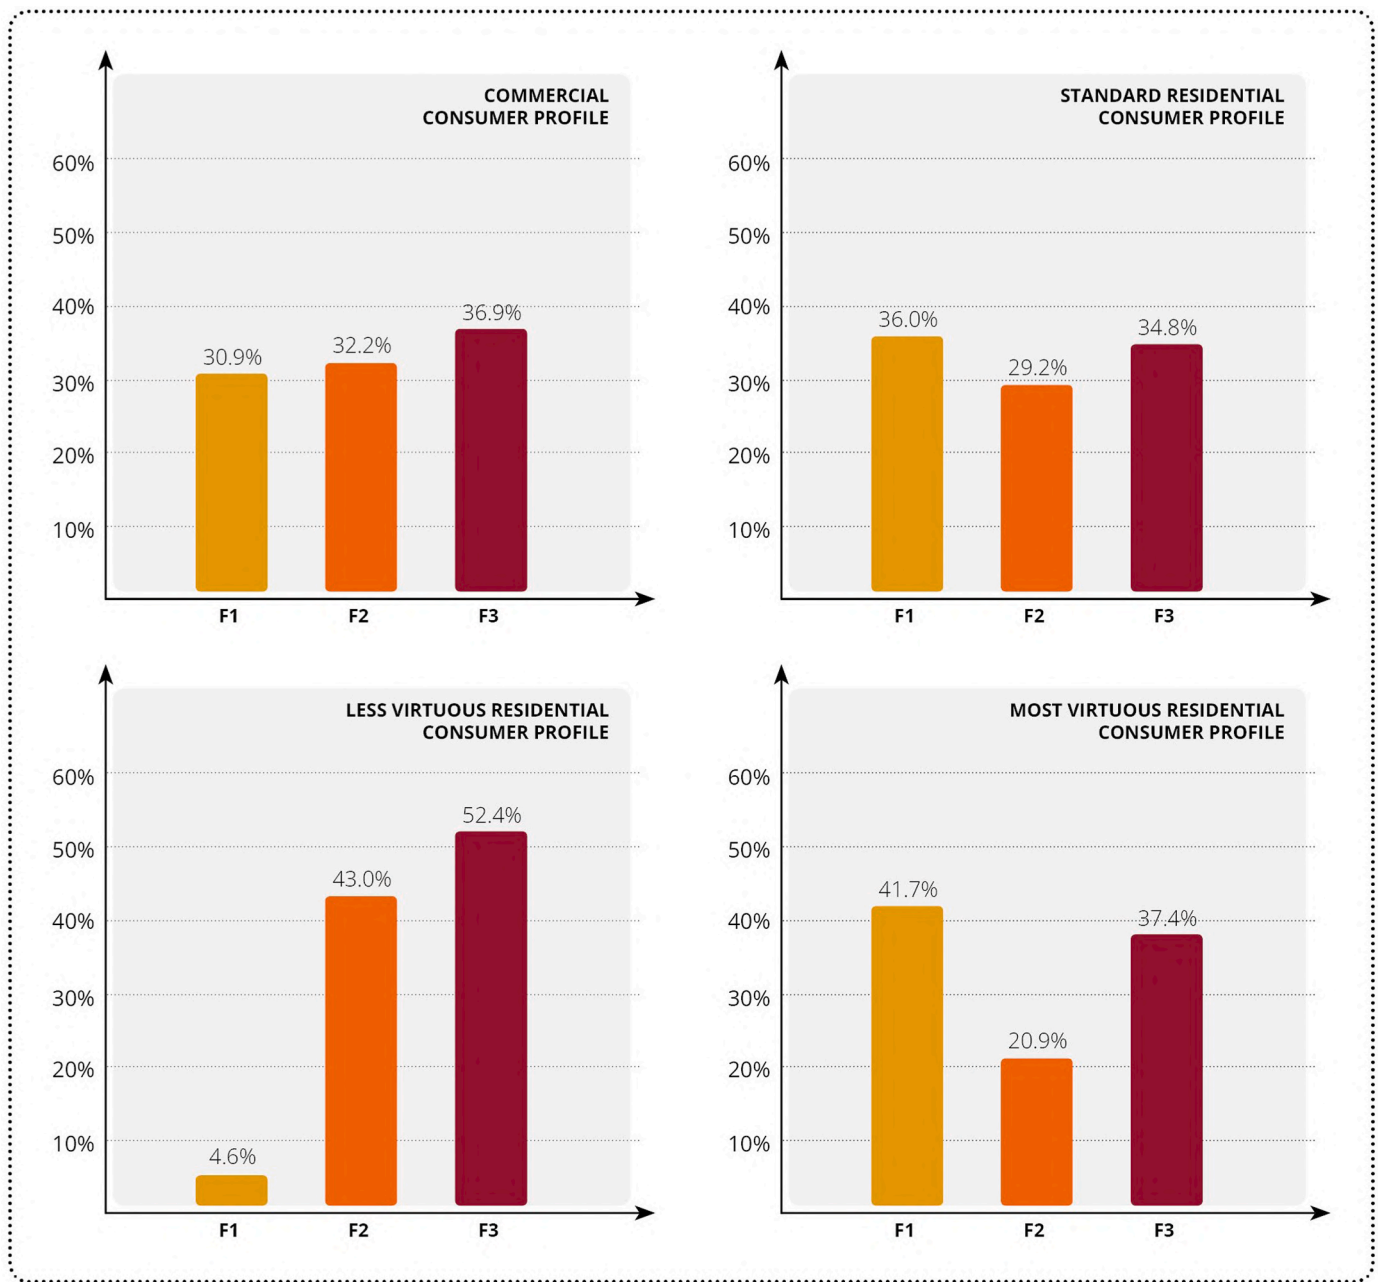 COMMERCIAL
CONSUMER PROFILE
60%
50%
40%
30%
20%
10%
30.9%
32.2%
36.9%
F1
F2
F3
STANDARD RESIDENTIAL
CONSUMER PROFILE
60%
50%
40%
30%
20%
10%
36.0%
29.2%
34.8%
F1
F2
F3
LESS VIRTUOUS RESIDENTIAL
CONSUMER PROFILE
60%
50%
40%
30%
20%
10%
4.6%
43.0%
52.4%
F1
F2
F3
MOST VIRTUOUS RESIDENTIAL
CONSUMER PROFILE
60%
50%
40%
30%
20%
10%
41.7%
20.9%
37.4%
F1
F2
F3